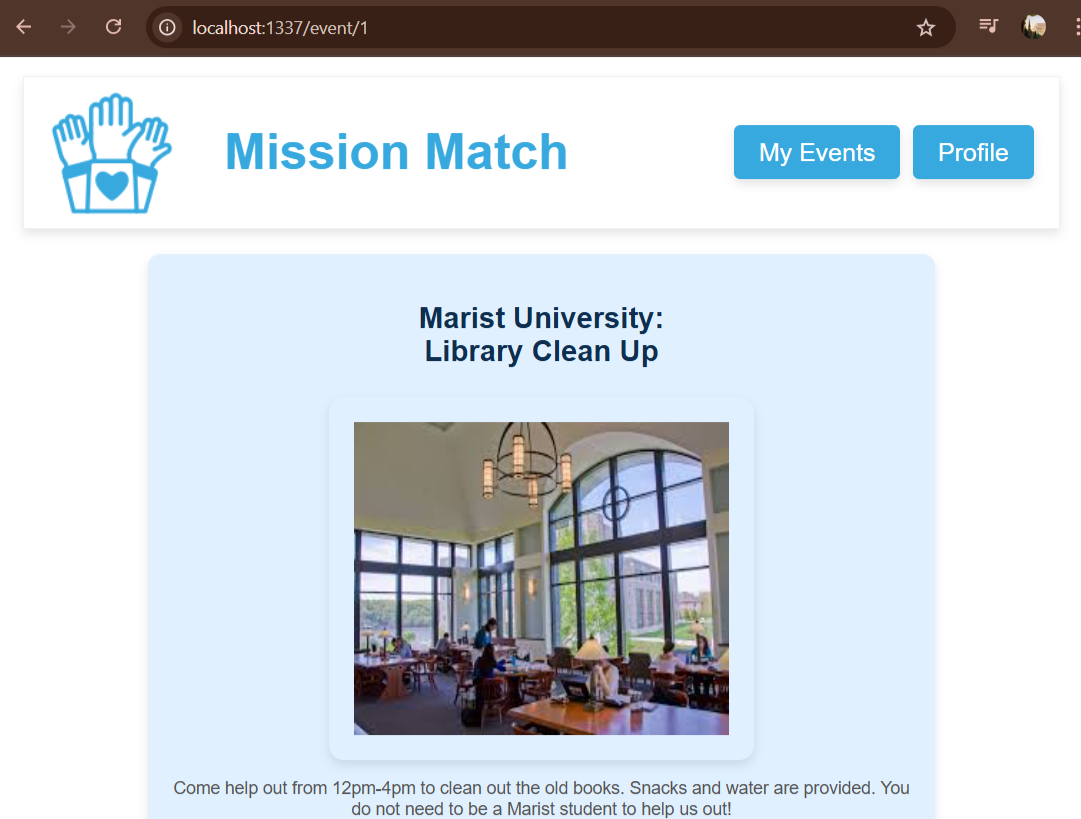 localhost:1337/event/1
Mission Match
My Events
Profile
Marist University:
Library Clean Up
Come help out from 12pm-4pm to clean out the old books. Snacks and water are provided. You
do not need to be a Marist student to help us out!